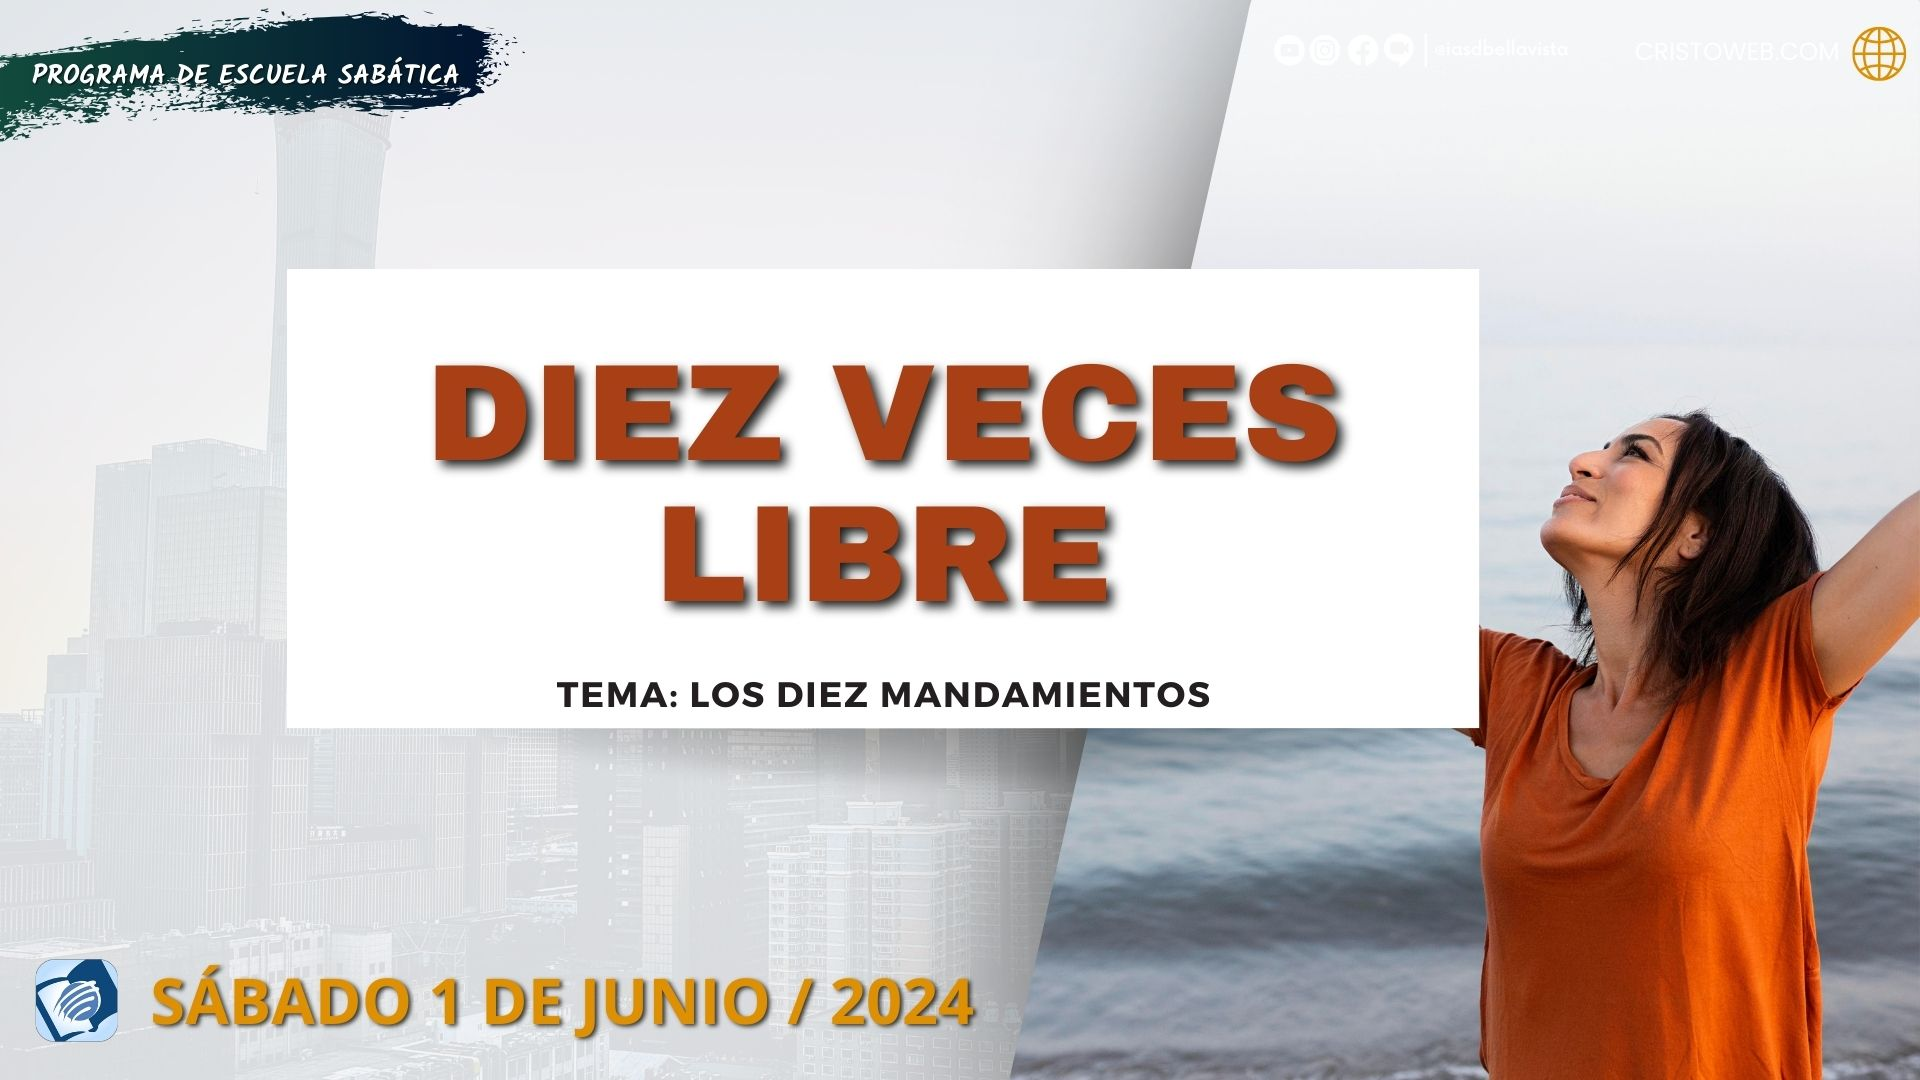 PROGRAMA DE ESCUELA SABÁTICA
@iasdbellavista
CRISTOWEB.COM
DIEZ VECES
LIBRE
TEMA: LOS DIEZ MANDAMIENTOS
SÁBADO 1 DE JUNIO / 2024